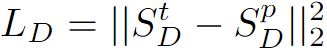 $L_D = ||S_D^t - S_D^p||_2^2$